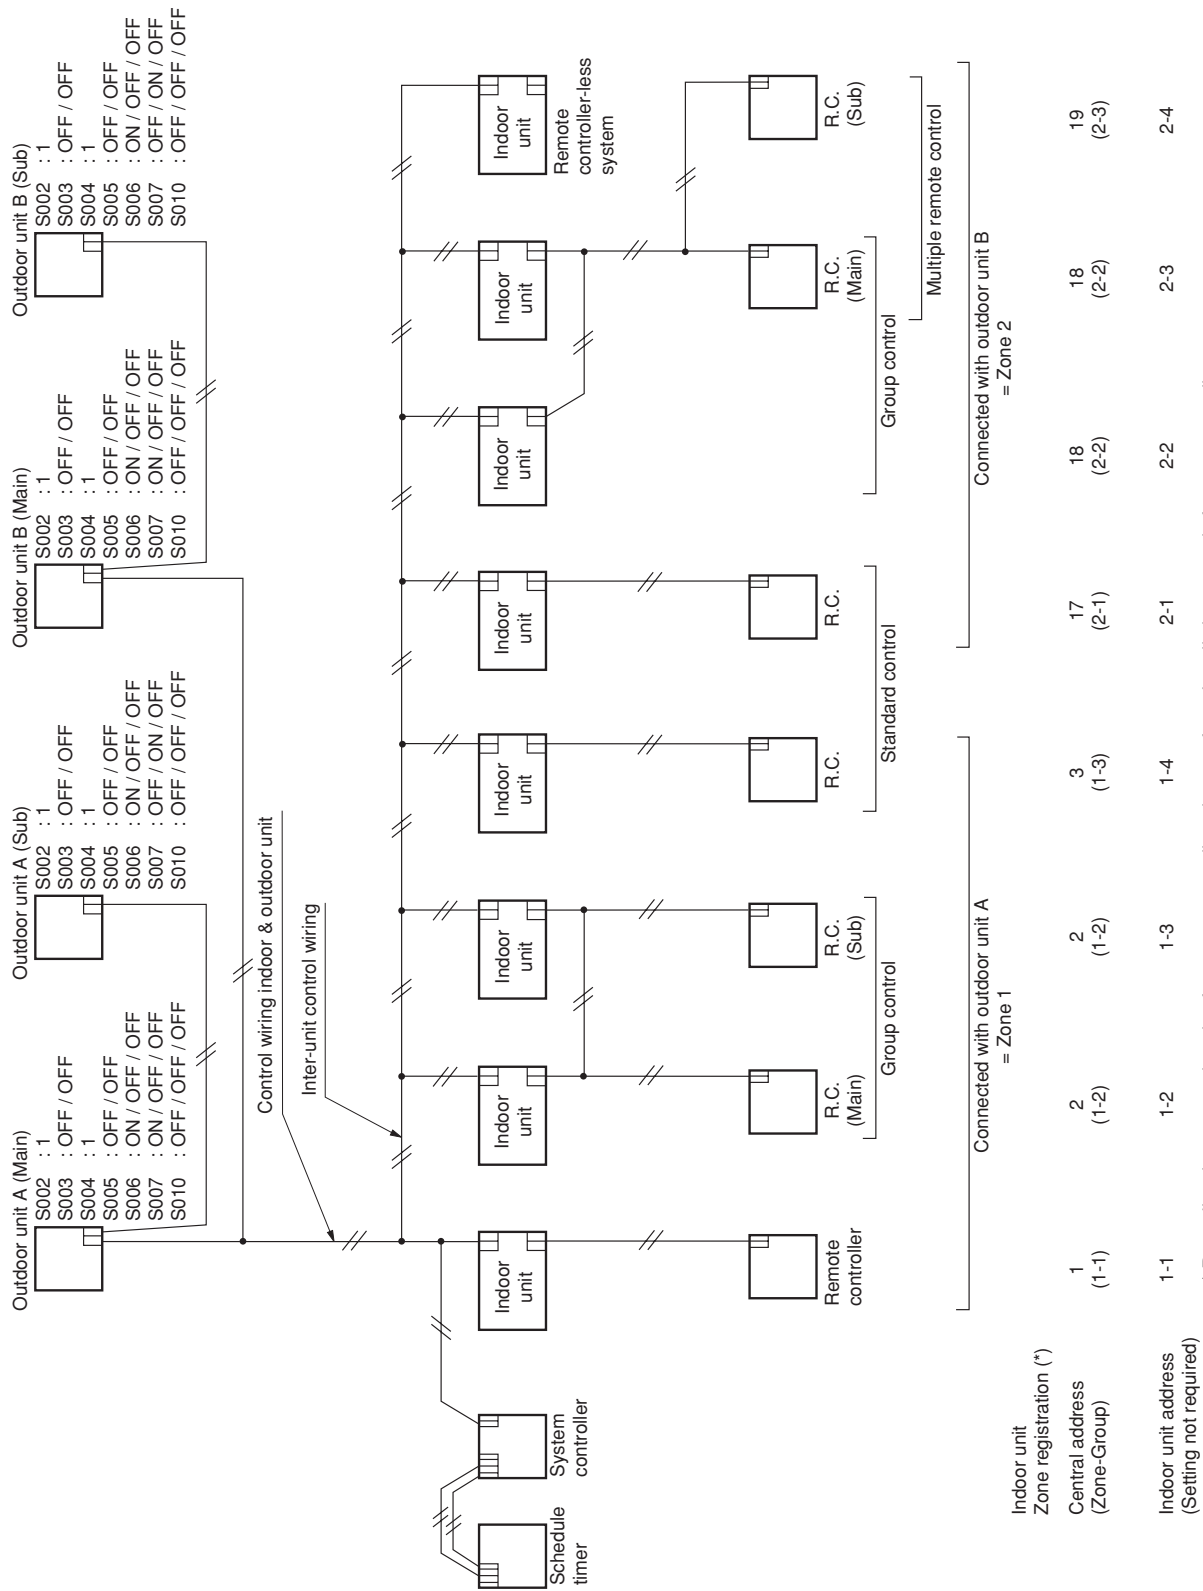 Outdoor unit A (Main)
S002 : 1
S003 : OFF / OFF
S004 : 1
S005 : OFF / OFF
S006 : ON / OFF / OFF
S007 : ON / OFF / OFF
S010 : OFF / OFF / OFF
Outdoor unit A (Sub)
S002 : 1
S003 : OFF / OFF
S004 : 1
S005 : OFF / OFF
S006 : ON / OFF / OFF
S007 : OFF / ON / OFF
S010 : OFF / OFF / OFF
Outdoor unit B (Main)
S002 : 1
S003 : OFF / OFF
S004 : 1
S005 : OFF / OFF
S006 : ON / OFF / OFF
S007 : ON / OFF / OFF
S010 : OFF / OFF / OFF
Outdoor unit B (Sub)
S002 : 1
S003 : OFF / OFF
S004 : 1
S005 : OFF / OFF
S006 : ON / OFF / OFF
S007 : OFF / ON / OFF
S010 : OFF / OFF / OFF
Control wiring indoor & outdoor unit
Inter-unit control wiring
Schedule
timer
System
controller
Indoor
unit
Indoor
unit
Indoor
unit
Indoor
unit
Indoor
unit
Indoor
unit
Indoor
unit
Indoor
unit
Remote
controller-less
system
Remote
controller
R.C.
(Main)
R.C.
(Sub)
R.C.
R.C.
R.C.
(Main)
R.C.
(Sub)
Group control
Standard control
Group control
Multiple remote control
Connected with outdoor unit A
= Zone 1
Connected with outdoor unit B
= Zone 2
Indoor unit
Zone registration (*)
Central address
(Zone-Group)
1
(1-1)
2
(1-2)
2
(1-2)
3
(1-3)
17
(2-1)
18
(2-2)
18
(2-2)
19
(2-3)
Indoor unit address
(Setting not required)
1-1
1-2
1-3
1-4
2-1
2-2
2-3
2-4